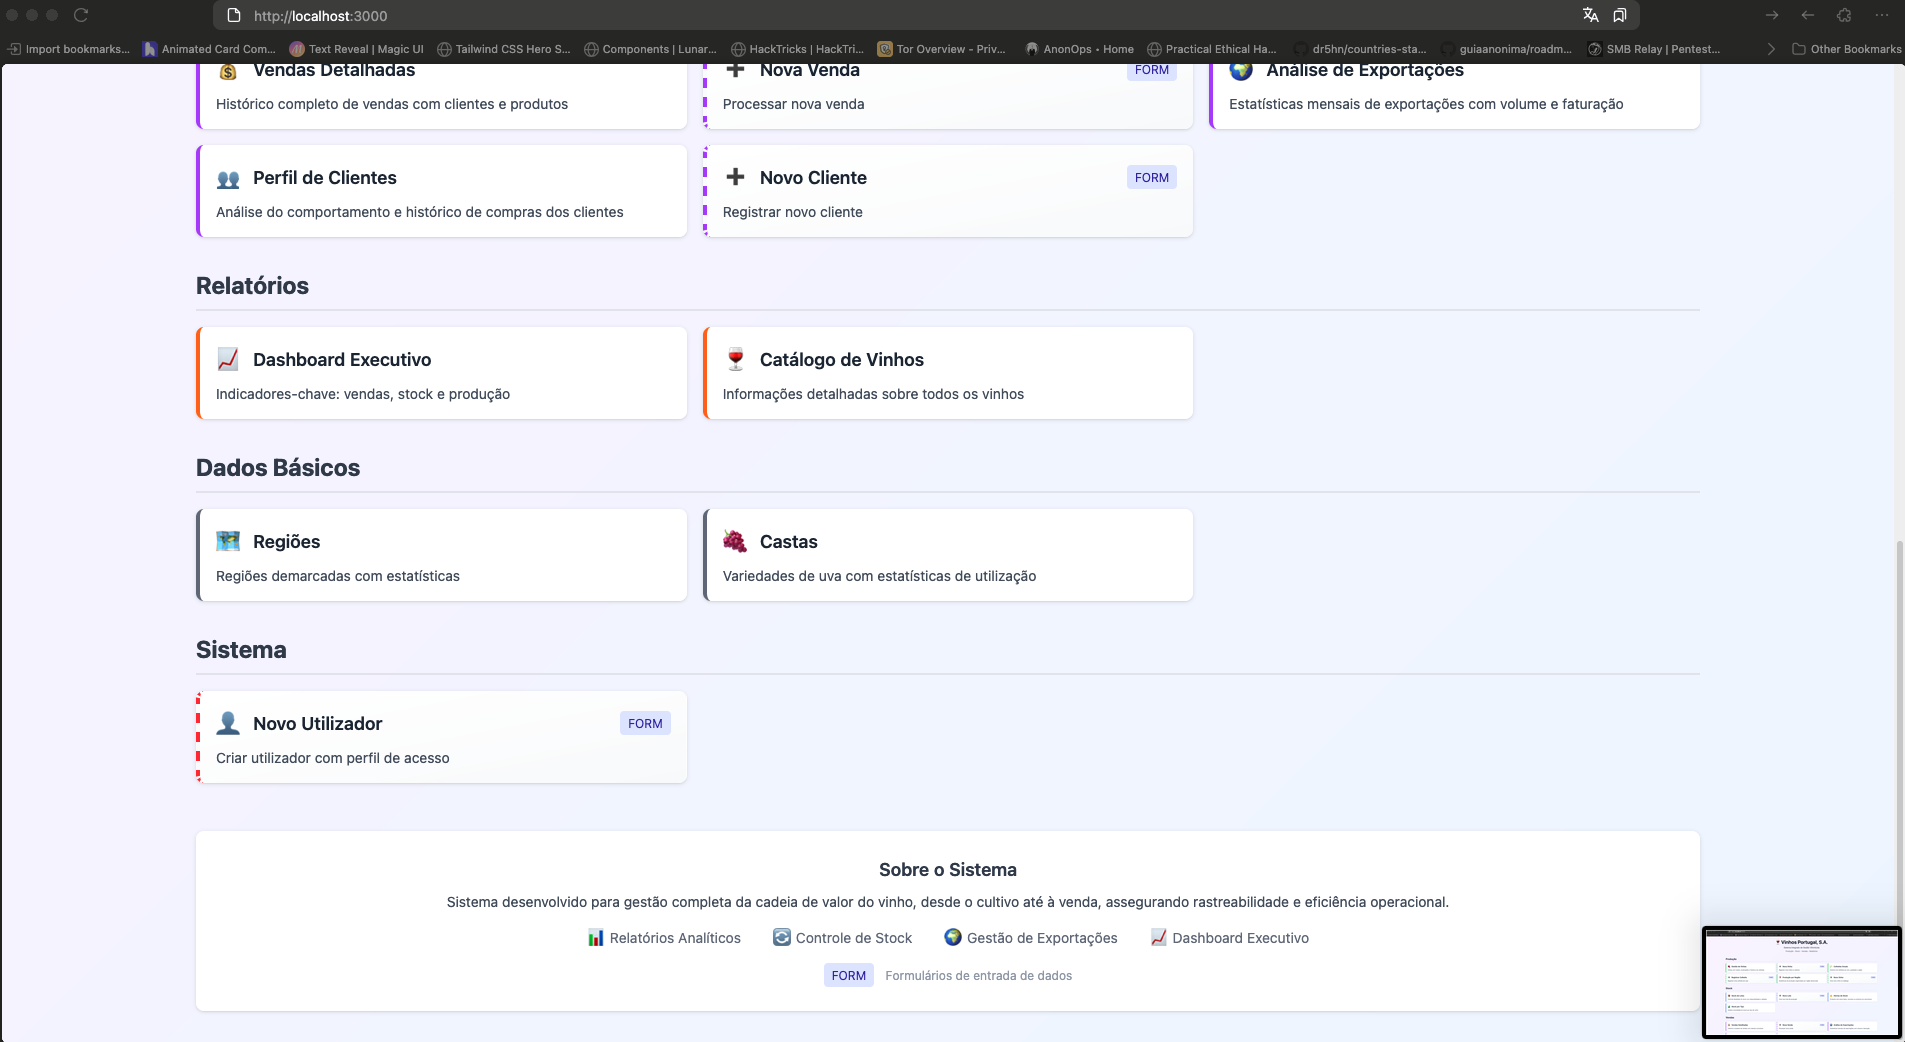 http://localhost:3000
Import bookmarks...
Animated Card Com...
Text Reveal | Magic UI
Tailwind CSS Hero S...
Components | Lunar...
HackTricks | HackTri...
Tor Overview - Priv...
AnonOps • Home
Practical Ethical Ha...
dr5hn/countries-sta...
guiaanonima/roadm...
SMB Relay | Pentest...
Other Bookmarks
Vendas Detalhadas
Histórico completo de vendas com clientes e produtos
Nova Venda
FORM
Processar nova venda
Análise de Exportações
Estatísticas mensais de exportações com volume e faturação
Perfil de Clientes
Análise do comportamento e histórico de compras dos clientes
Novo Cliente
FORM
Registrar novo cliente
Relatórios
Dashboard Executivo
Indicadores-chave: vendas, stock e produção
Catálogo de Vinhos
Informações detalhadas sobre todos os vinhos
Dados Básicos
Regiões
Regiões demarcadas com estatísticas
Castas
Variedades de uva com estatísticas de utilização
Sistema
Novo Utilizador
FORM
Criar utilizador com perfil de acesso
Sobre o Sistema
Sistema desenvolvido para gestão completa da cadeia de valor do vinho, desde o cultivo até à venda, assegurando rastreabilidade e eficiência operacional.
Relatórios Analíticos
Controle de Stock
Gestão de Exportações
Dashboard Executivo
FORM
Formulários de entrada de dados
Vinhos Portugal, S.A.